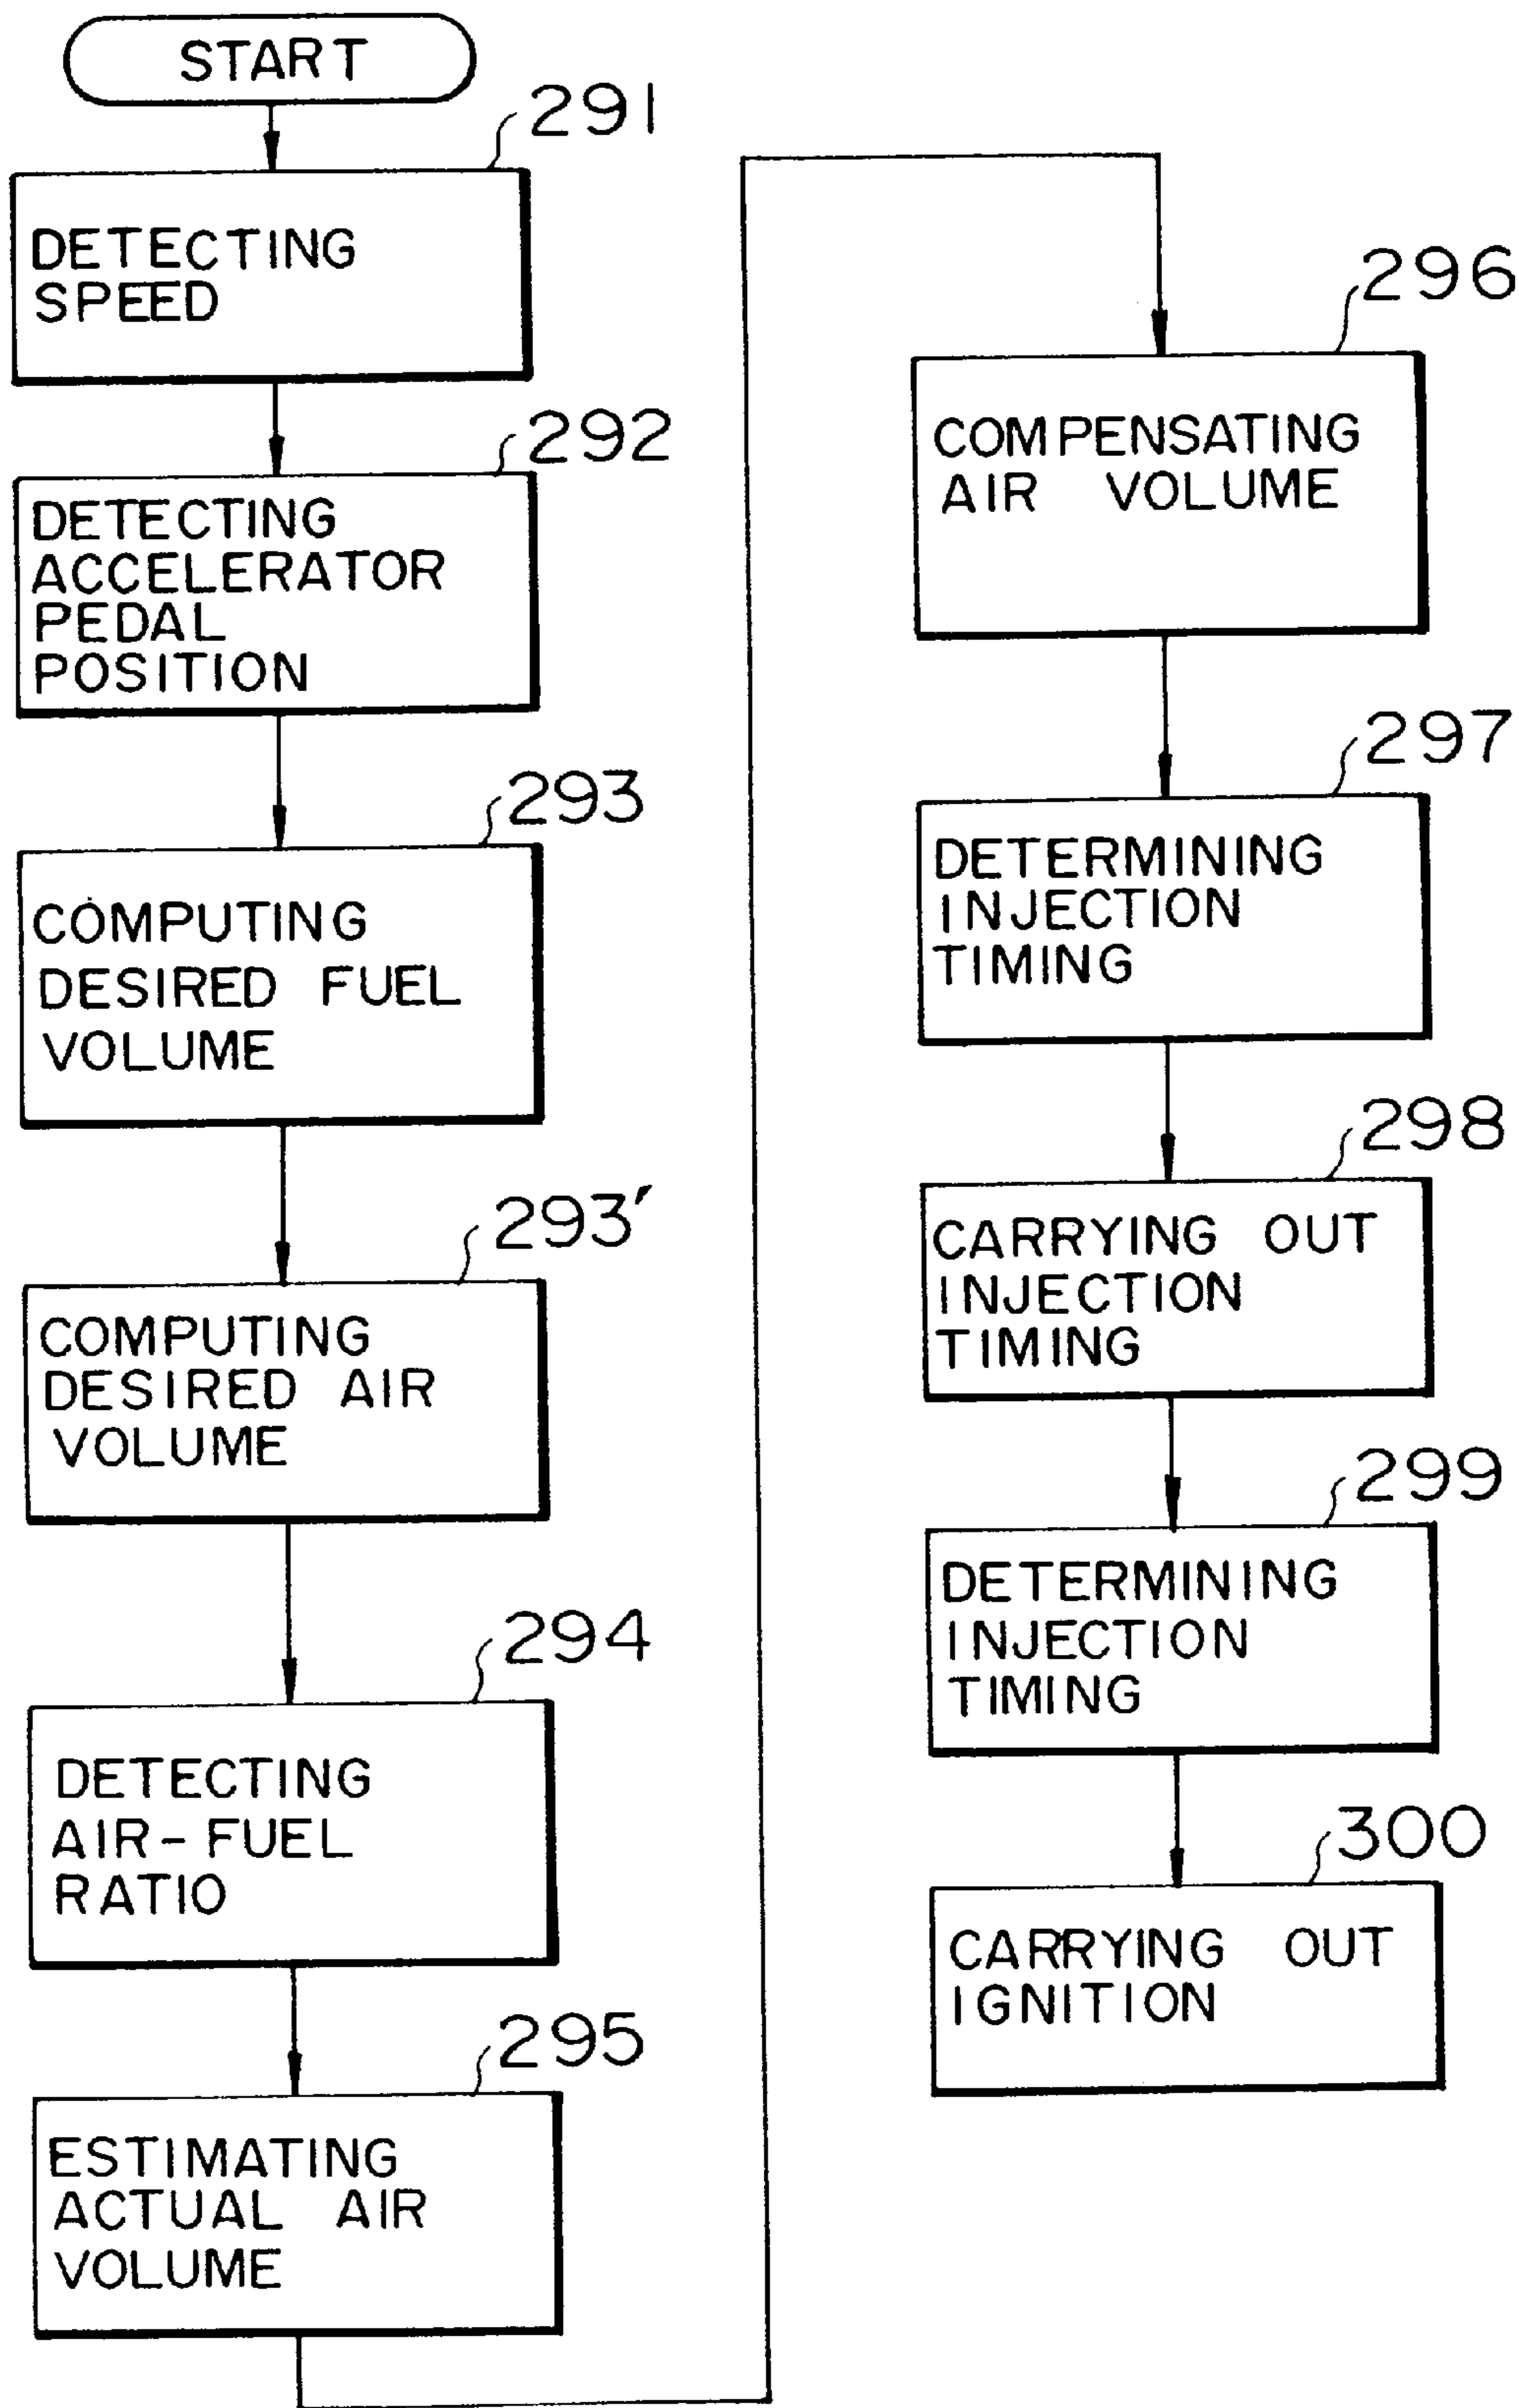 START
291
DETECTING
SPEED
292
DETECTING
ACCELERATOR
PEDAL
POSITION
293
COMPUTING
DESIRED FUEL
VOLUME
293'
COMPUTING
DESIRED AIR
VOLUME
294
DETECTING
AIR-FUEL
RATIO
295
ESTIMATING
ACTUAL AIR
VOLUME
296
COMPENSATING
AIR VOLUME
297
DETERMINING
INJECTION
TIMING
298
CARRYING OUT
INJECTION
TIMING
299
DETERMINING
INJECTION
TIMING
300
CARRYING OUT
IGNITION